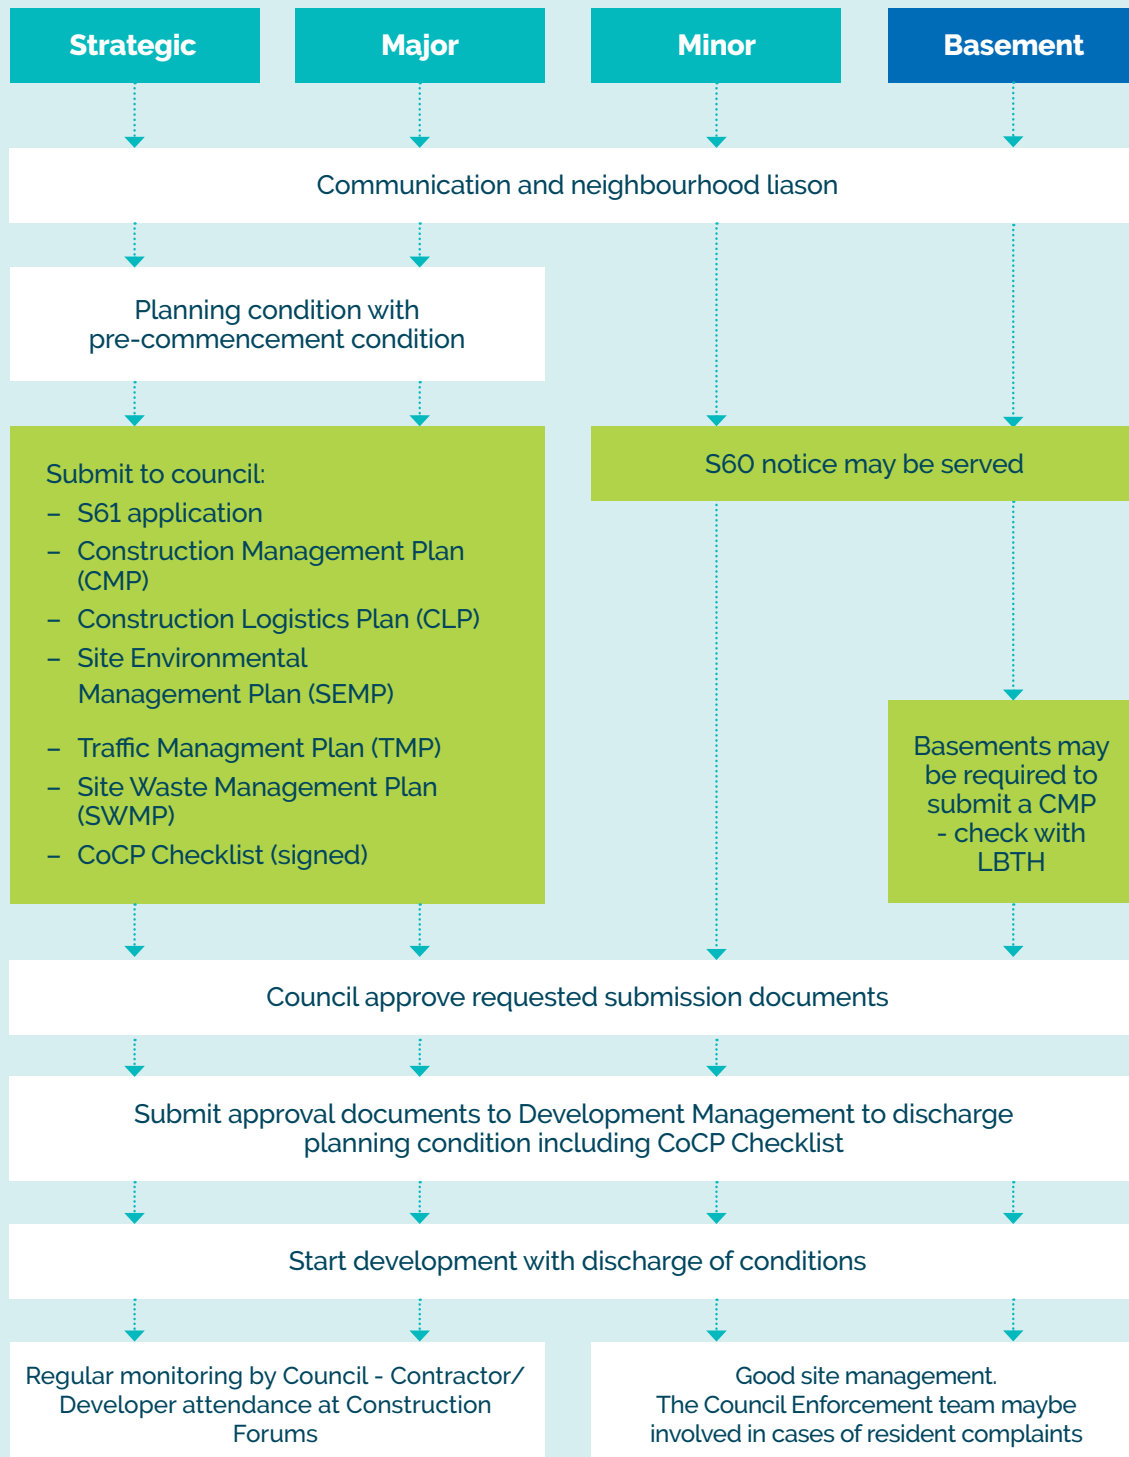 Strategic
Major
Minor
Basement
Communication and neighbourhood liason
Planning condition with
pre-commencement condition
Submit to council:
– S61 application
– Construction Management Plan
(CMP)
– Construction Logistics Plan (CLP)
– Site Environmental
Management Plan (SEMP)
– Traffic Managment Plan (TMP)
– Site Waste Management Plan
(SWMP)
– CoCP Checklist (signed)
S60 notice may be served
Basements may
be required to
submit a CMP
- check with
LBTH
Council approve requested submission documents
Submit approval documents to Development Management to discharge
planning condition including CoCP Checklist
Start development with discharge of conditions
Regular monitoring by Council - Contractor/
Developer attendance at Construction
Forums
Good site management.
The Council Enforcement team maybe
involved in cases of resident complaints